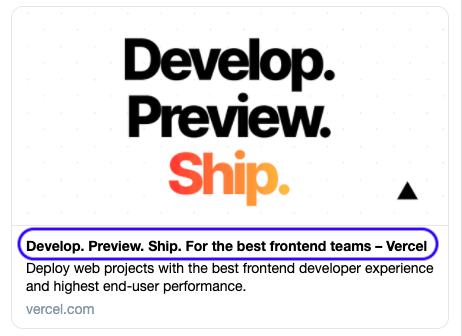 Develop.
Preview.
Ship.
Develop. Preview. Ship. For the best frontend teams – Vercel
Deploy web projects with the best frontend developer experience
and highest end-user performance.
vercel.com